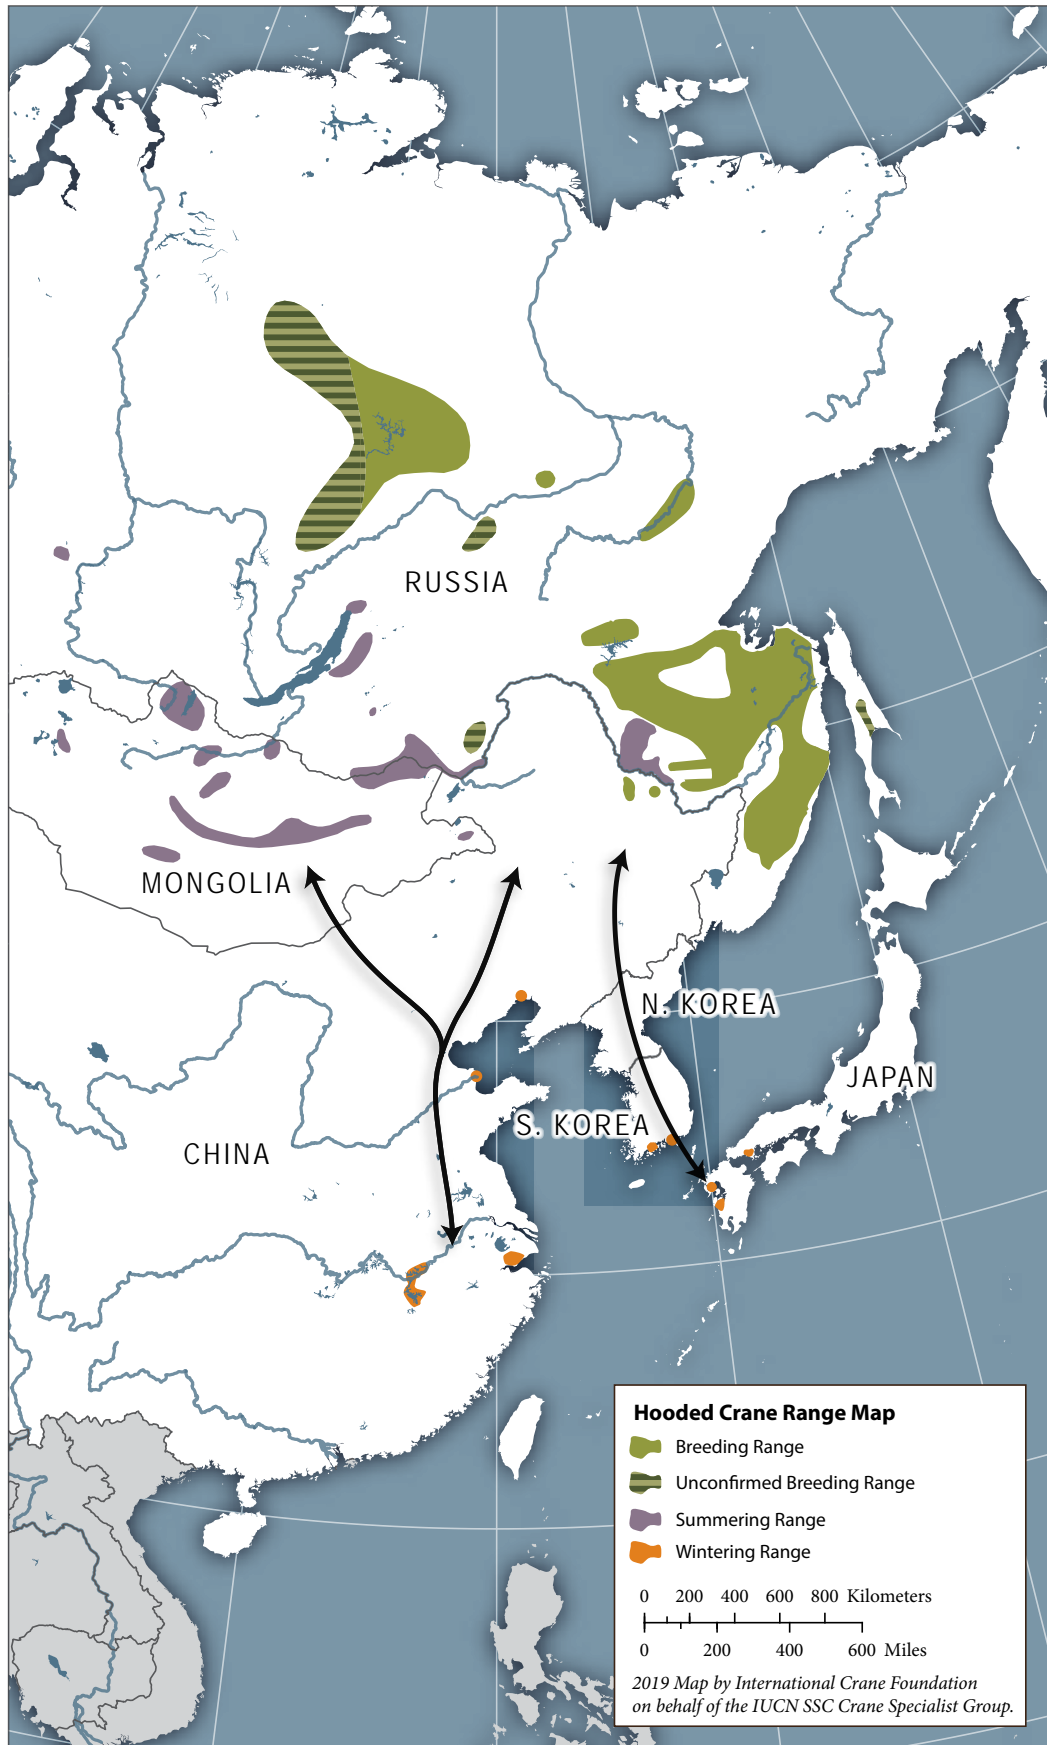 RUSSIA
MONGOLIA
N. KOREA
JAPAN
S. KOREA
CHINA
Hooded Crane Range Map
Breeding Range
Unconfirmed Breeding Range
Summering Range
Wintering Range
0 200 400 600 800 Kilometers
0 200 400 600 Miles
2019 Map by International Crane Foundation
on behalf of the IUCN SSC Crane Specialist Group.